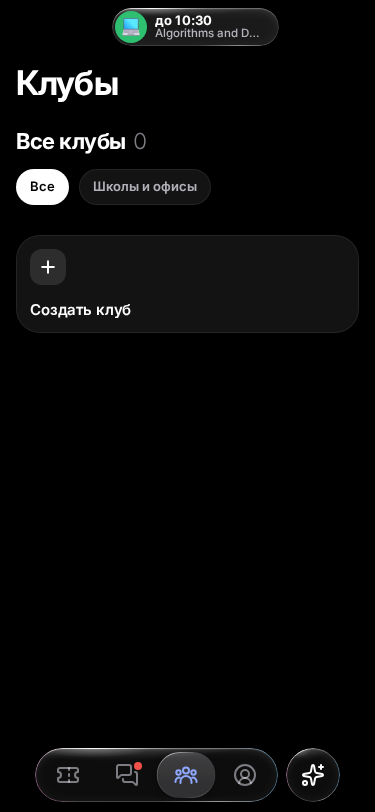 до 10:30
Algorithms and D...
Клубы
Все клубы 0
Все
Школы и офисы
Создать клуб